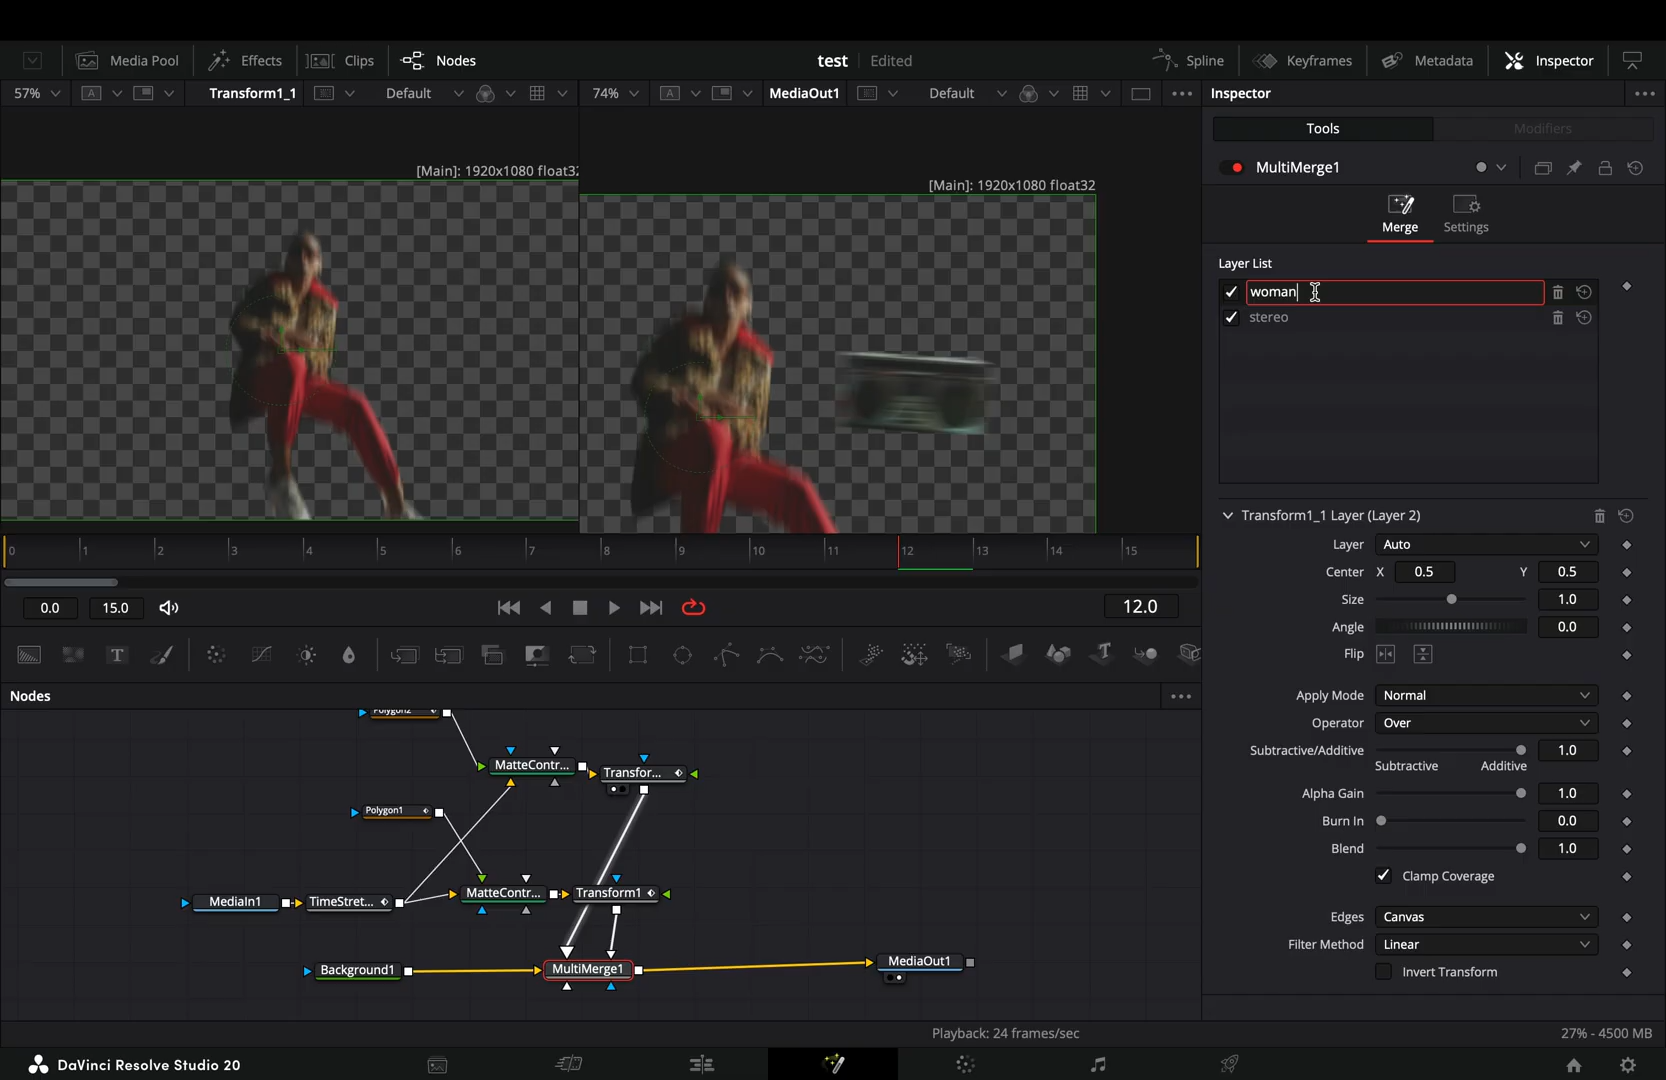 Media Pool
Effects
Clips
Nodes
test
Edited
Spline
Keyframes
Metadata
Inspector
57%
A
Transform1_1
Default
74%
A
MediaOut1
Default
Inspector
Tools
Modifiers
MultiMerge1
Merge
Settings
[Main]: 1920x1080 float32
[Main]: 1920x1080 float32
Layer List
woman
stereo
Transform1_1 Layer (Layer 2)
Layer Auto
Center X 0.5 Y 0.5
Size 1.0
Angle 0.0
Flip
Apply Mode Normal
Operator Over
Subtractive/Additive 1.0
Subtractive Additive
Alpha Gain 1.0
Burn In 0.0
Blend 1.0
Clamp Coverage
Edges Canvas
Filter Method Linear
Invert Transform
0 1 2 3 4 5 6 7 8 9 10 11 12 13 14 15
0.0 15.0
12.0
T
Nodes
Polygon2
MatteContr...
Transfor...
Polygon1
MatteContr...
Transform1
MediaIn1
TimeStret...
Background1
MultiMerge1
MediaOut1
Playback: 24 frames/sec
27% - 4500 MB
DaVinci Resolve Studio 20